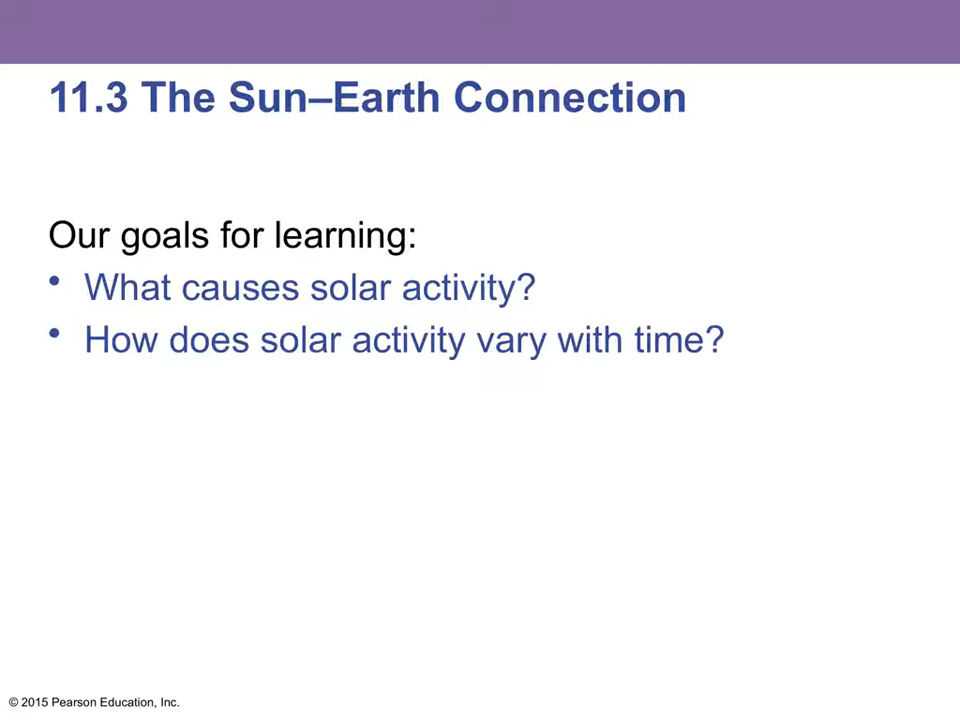 11.3 The Sun–Earth Connection
Our goals for learning:
• What causes solar activity?
• How does solar activity vary with time?
© 2015 Pearson Education, Inc.